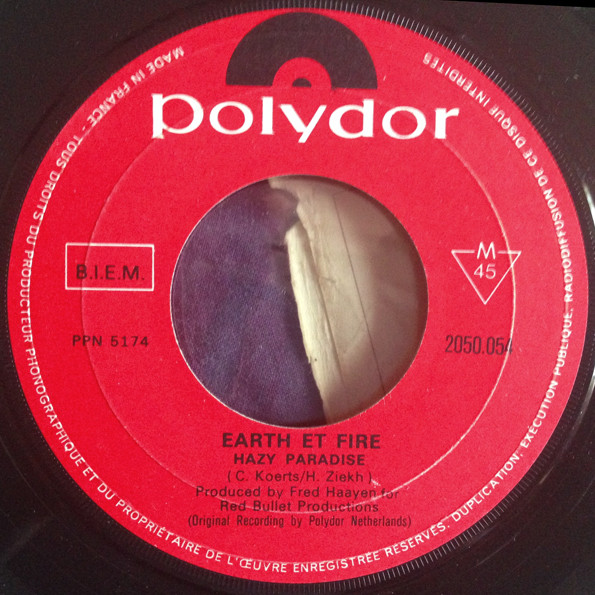 polydor
MADE IN FRANCE - TOUS DROITS DU PRODUCTEUR PHONOGRAPHIQUE ET DU PROPRIÉTAIRE DE L'ŒUVRE ENREGISTRÉE RÉSERVÉS. DUPLICATION, EXÉCUTION PUBLIQUE, RADIODIFFUSION DE CE DISQUE INTERDITES
B.I.E.M.
M
45
PPN 5174
2050.054
EARTH ET FIRE
HAZY PARADISE
(C. Koerts/H. Ziekh)
Produced by Fred Haayen for
Red Bullet Productions
(Original Recording by Polydor Netherlands)